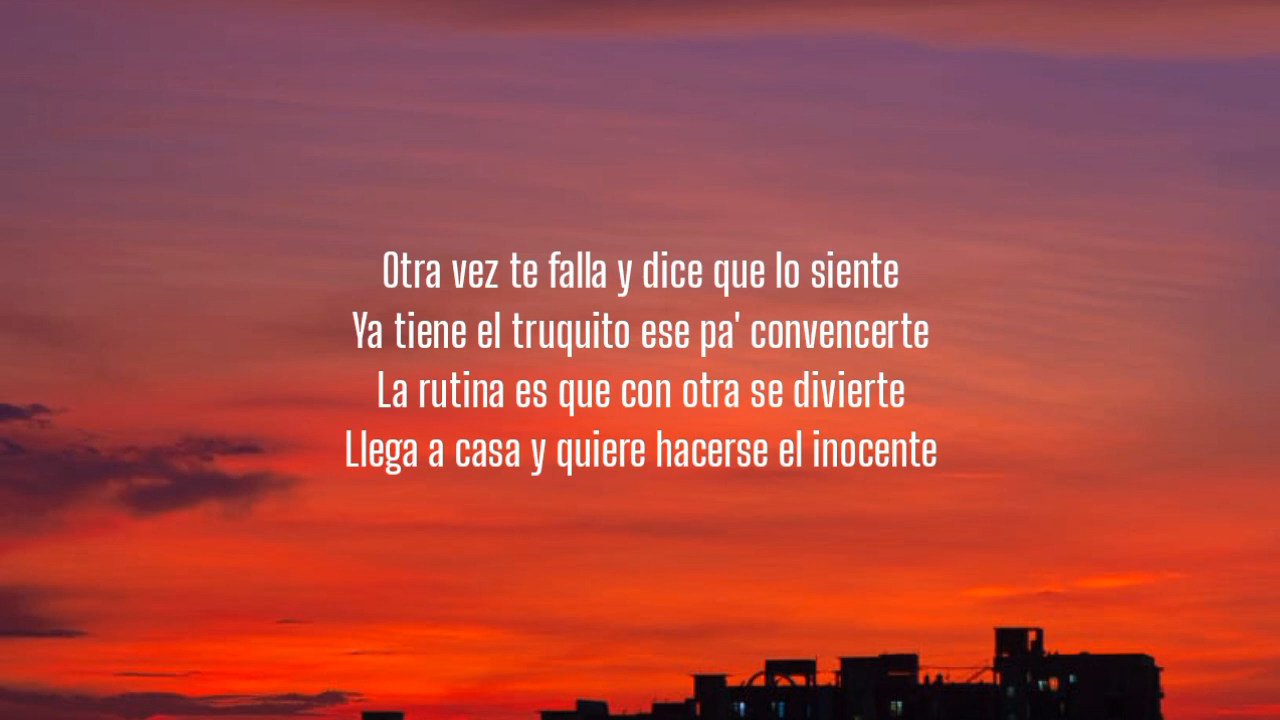 Otra vez te falla y dice que lo siente
Ya tiene el truquito ese pa' convencerte
La rutina es que con otra se divierte
Llega a casa y quiere hacerse el inocente